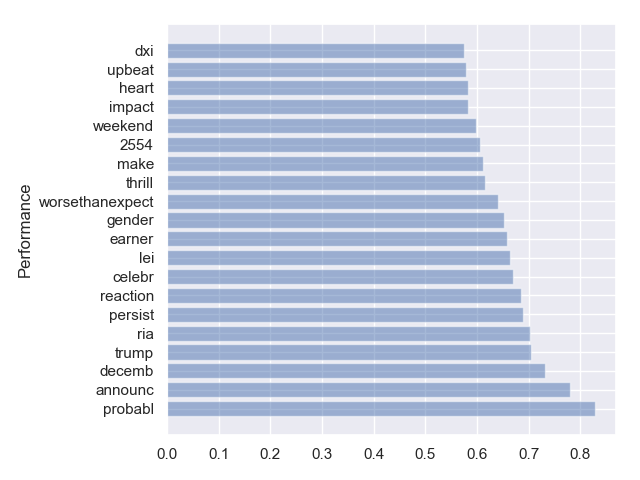 dxi
upbeat
heart
impact
weekend
2554
make
thrill
worsethanexpect
gender
earner
lei
celebr
reaction
persist
ria
trump
decemb
announc
probabl
Performance
0.0 0.1 0.2 0.3 0.4 0.5 0.6 0.7 0.8